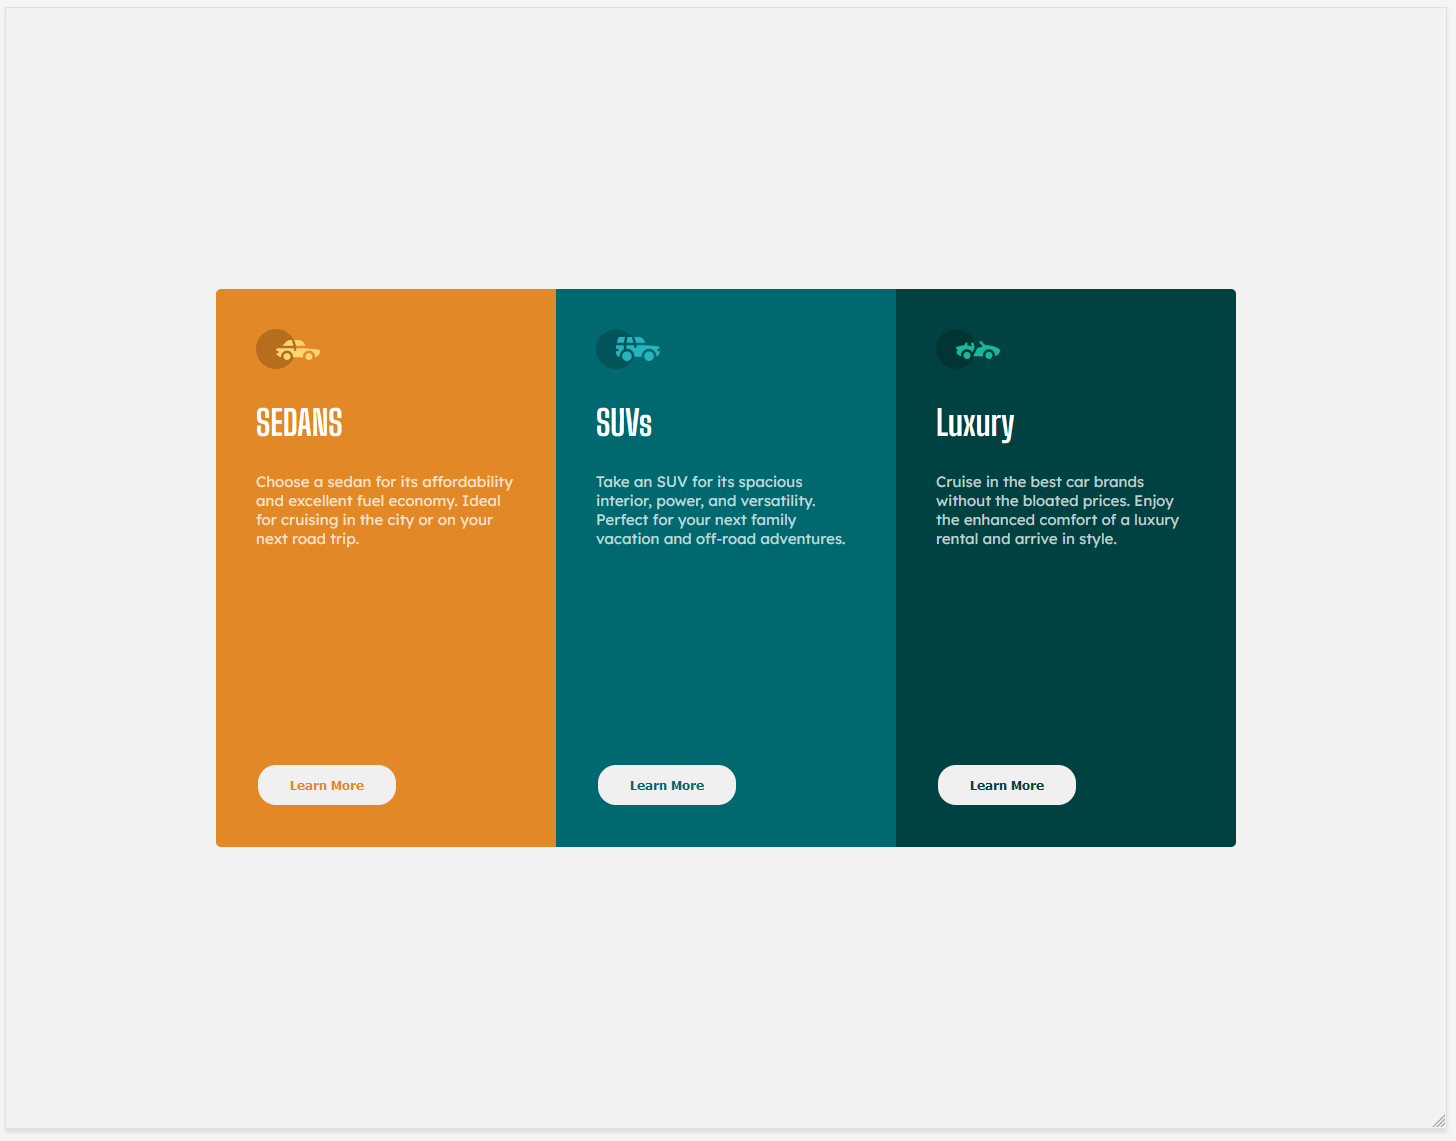 SEDANS
Choose a sedan for its affordability
and excellent fuel economy. Ideal
for cruising in the city or on your
next road trip.
Learn More
SUVs
Take an SUV for its spacious
interior, power, and versatility.
Perfect for your next family
vacation and off-road adventures.
Learn More
Luxury
Cruise in the best car brands
without the bloated prices. Enjoy
the enhanced comfort of a luxury
rental and arrive in style.
Learn More